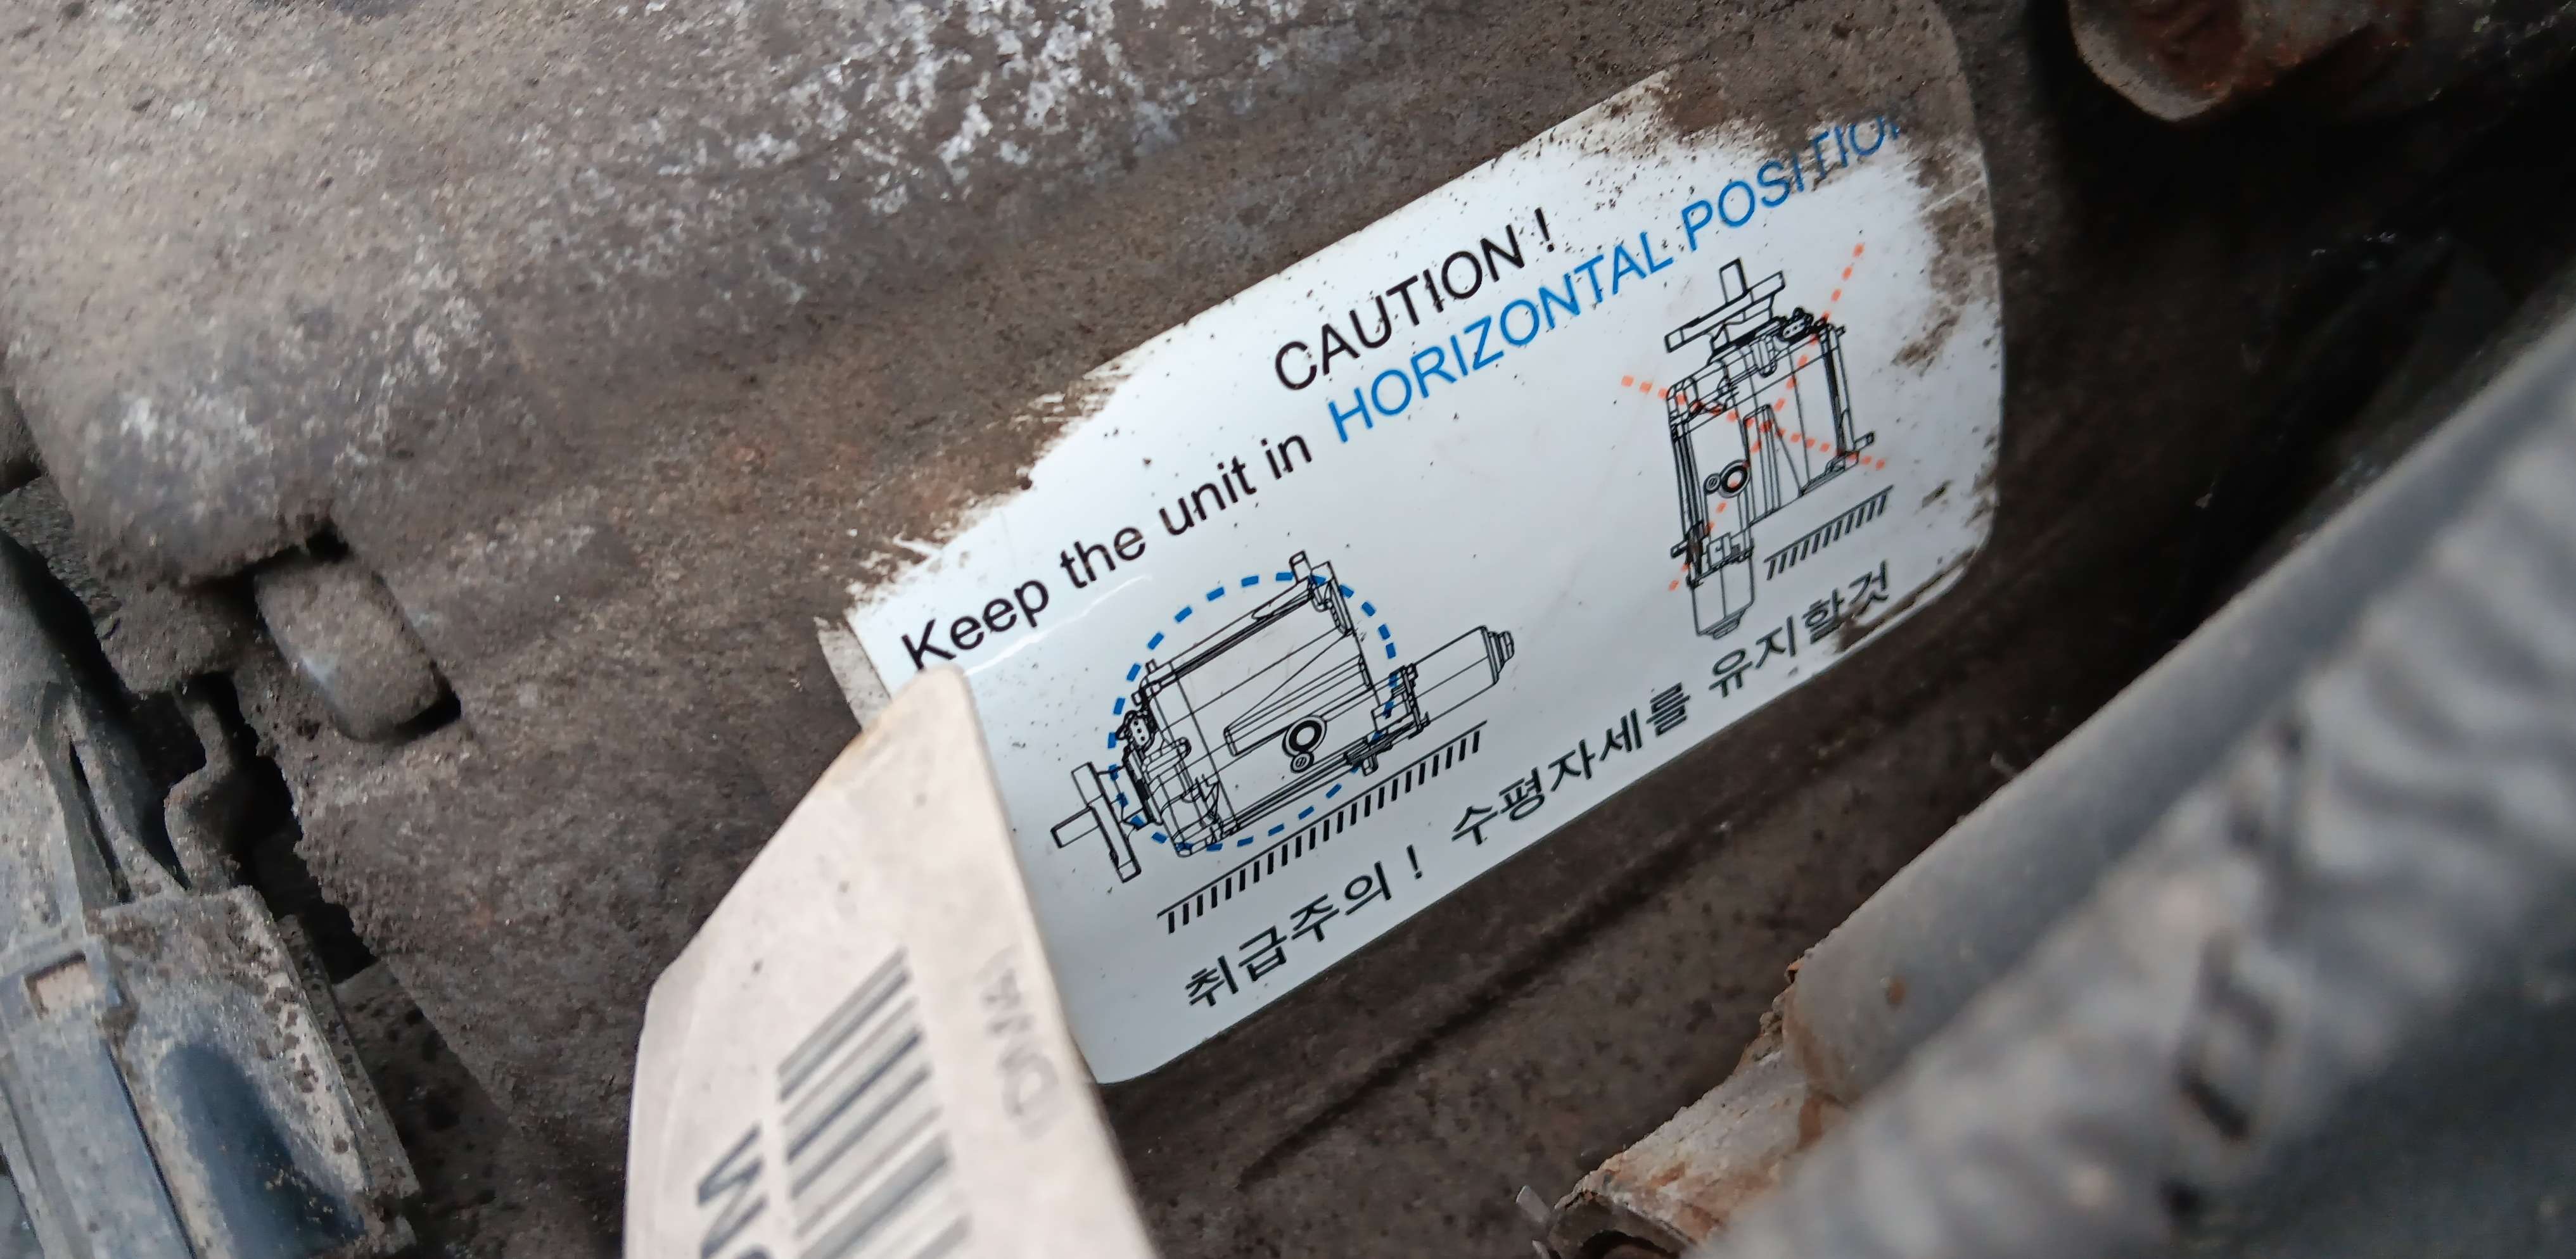 CAUTION !
Keep the unit in HORIZONTAL POSITION
취급주의 ! 수평자세를 유지할것